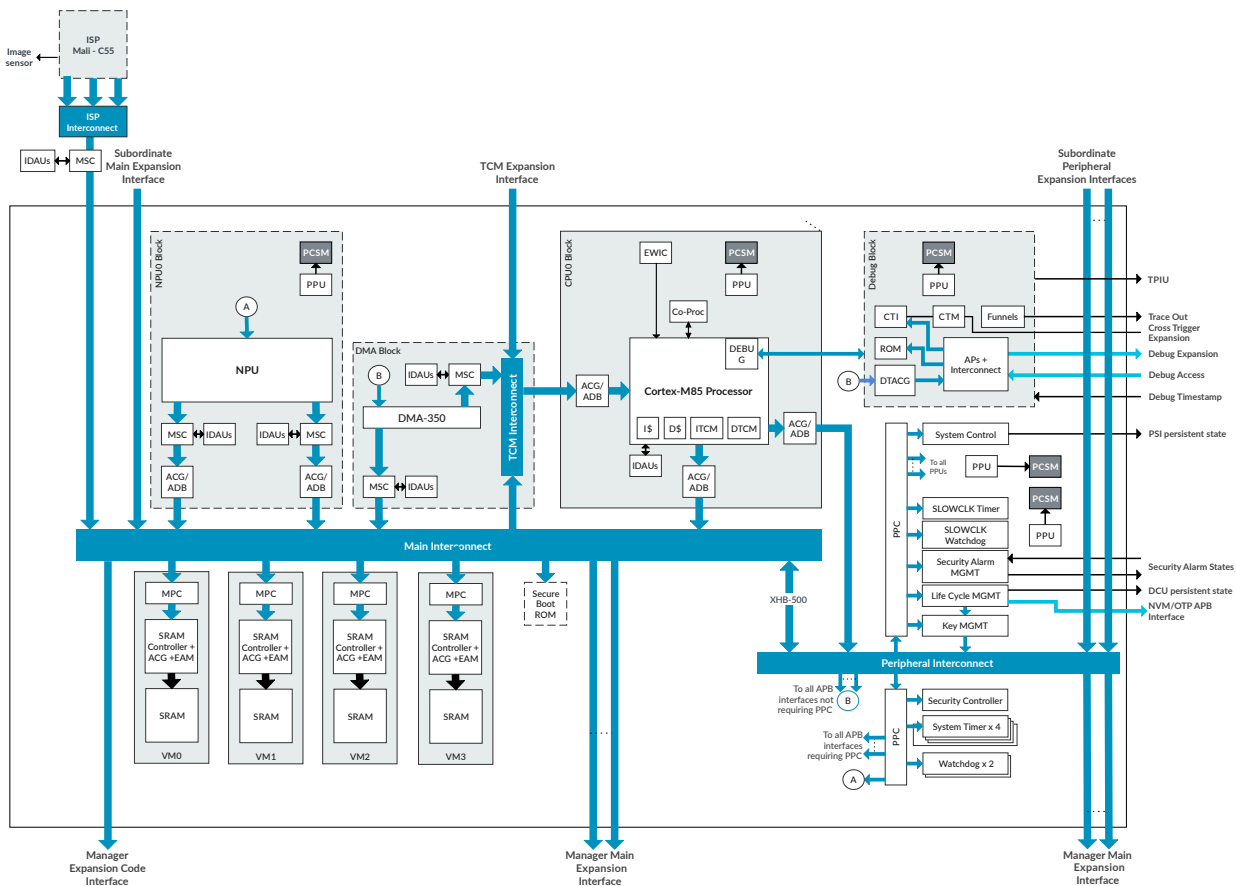 ISP
Mali - C55
Image
sensor
ISP
Interconnect
IDAUs
MSC
Subordinate
Main Expansion
Interface
TCM Expansion
Interface
Subordinate
Peripheral
Expansion Interfaces
NPU0 Block
PCSM
PPU
A
NPU
MSC
IDAUs
IDAUs
MSC
ACG/
ADB
ACG/
ADB
DMA Block
B
IDAUs
MSC
DMA-350
MSC
IDAUs
TCM Interconnect
ACG/
ADB
CPU0 Block
EWIC
PCSM
PPU
Co-Proc
DEBU
G
Cortex-M85 Processor
I$
D$
ITCM
DTCM
IDAUs
ACG/
ADB
ACG/
ADB
Debug Block
PCSM
PPU
CTI
CTM
Funnels
ROM
APs +
Interconnect
B
DTACG
TPIU
Trace Out
Cross Trigger
Expansion
Debug Expansion
Debug Access
Debug Timestamp
PPC
System Control
PSI persistent state
To all
PPUs
PPU
PCSM
PCSM
PPU
SLOWCLK Timer
SLOWCLK
Watchdog
Security Alarm
MGMT
Security Alarm States
Life Cycle MGMT
DCU persistent state
NVM/OTP APB
Interface
Key MGMT
Main Interconnect
XHB-500
Peripheral Interconnect
MPC
SRAM
Controller +
ACG +EAM
SRAM
VM0
MPC
SRAM
Controller +
ACG +EAM
SRAM
VM1
MPC
SRAM
Controller +
ACG +EAM
SRAM
VM2
MPC
SRAM
Controller +
ACG +EAM
SRAM
VM3
Secure
Boot
ROM
To all APB
interfaces not
requiring PPC
B
To all APB
interfaces
requiring PPC
A
PPC
Security Controller
System Timer x 4
Watchdog x 2
Manager
Expansion Code
Interface
Manager Main
Expansion
Interface
Manager Main
Expansion
Interface